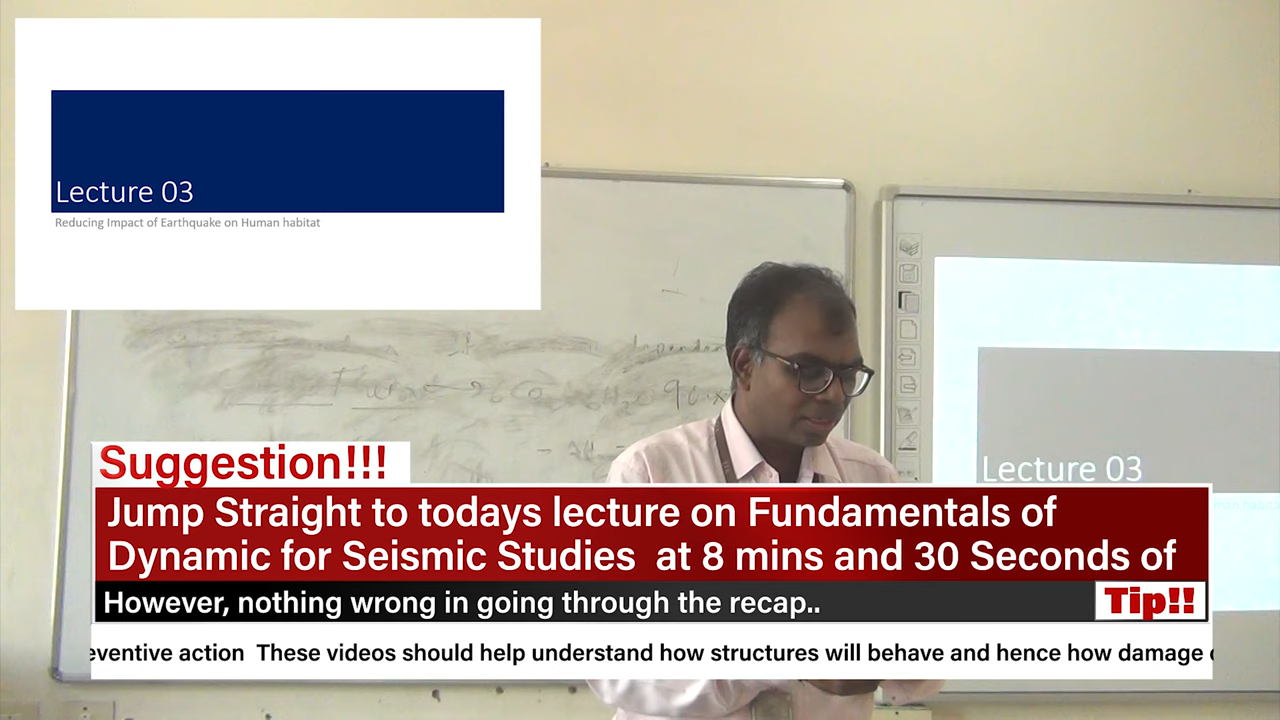 Lecture 03
Reducing Impact of Earthquake on Human habitat
Lecture 03
Suggestion!!!
Jump Straight to todays lecture on Fundamentals of
Dynamic for Seismic Studies at 8 mins and 30 Seconds of
However, nothing wrong in going through the recap..
Tip!!
eventive action These videos should help understand how structures will behave and hence how damage